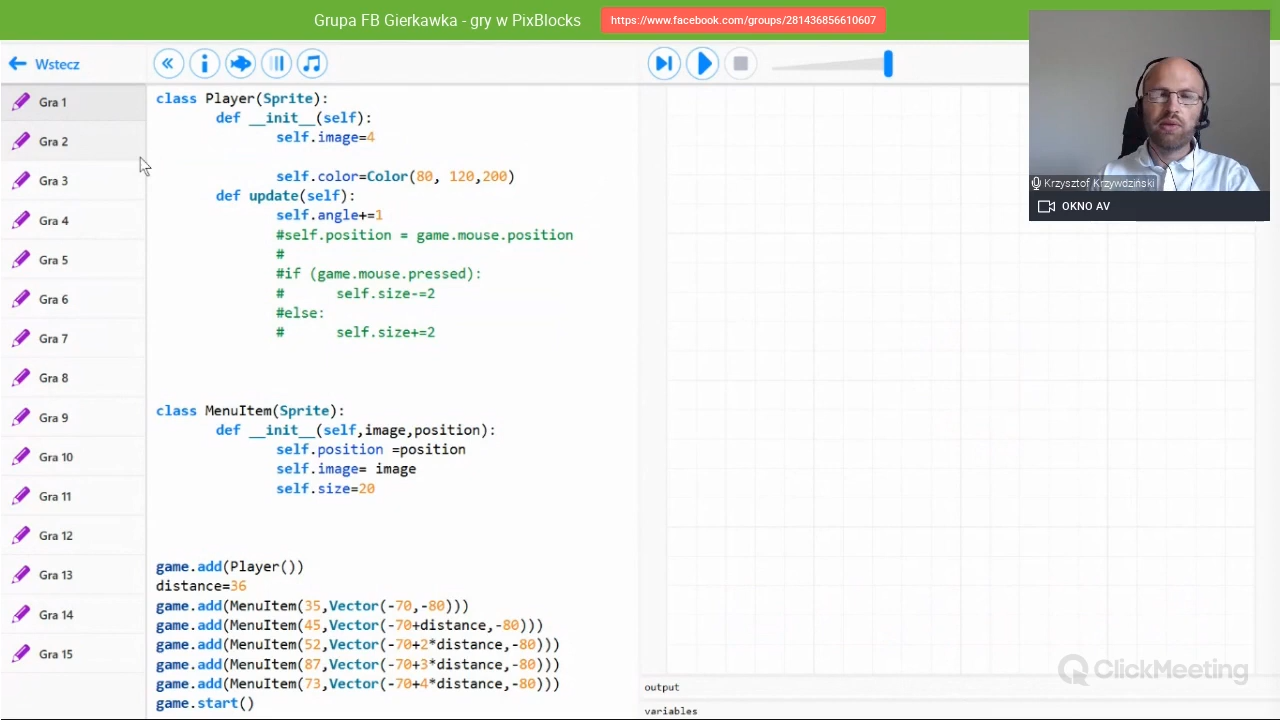 Grupa FB Gierkawka - gry w PixBlocks
https://www.facebook.com/groups/281436856610607
Wstecz
Gra 1
Gra 2
Gra 3
Gra 4
Gra 5
Gra 6
Gra 7
Gra 8
Gra 9
Gra 10
Gra 11
Gra 12
Gra 13
Gra 14
Gra 15
class Player(Sprite):
def __init__(self):
self.image=4
self.color=Color(80, 120,200)
def update(self):
self.angle+=1
#self.position = game.mouse.position
#
#if (game.mouse.pressed):
# self.size-=2
#else:
# self.size+=2
class MenuItem(Sprite):
def __init__(self,image,position):
self.position =position
self.image= image
self.size=20
game.add(Player())
distance=36
game.add(MenuItem(35,Vector(-70,-80)))
game.add(MenuItem(45,Vector(-70+distance,-80)))
game.add(MenuItem(52,Vector(-70+2*distance,-80)))
game.add(MenuItem(87,Vector(-70+3*distance,-80)))
game.add(MenuItem(73,Vector(-70+4*distance,-80)))
game.start()
Krzysztof Krzywdziński
OKNO AV
ClickMeeting
output
variables